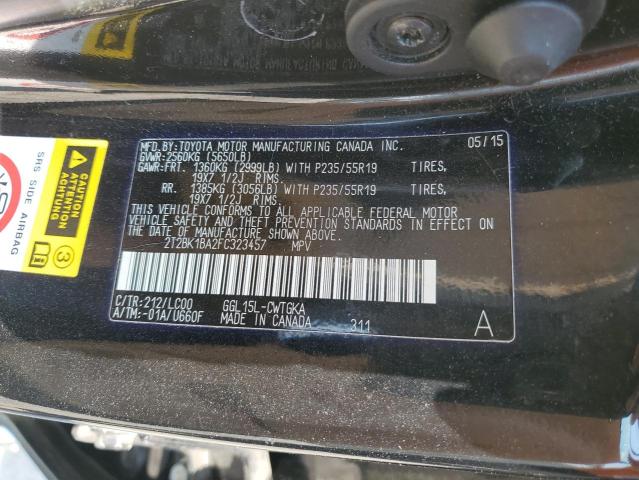 MFD.BY:TOYOTA MOTOR MANUFACTURING CANADA INC. 05/15
GVWR:2560KG (5650LB)
GAWR:FRT. 1360KG (2999LB) WITH P235/55R19 TIRES,
19X7 1/2J RIMS.
RR. 1385KG (3056LB) WITH P235/55R19 TIRES,
19X7 1/2J RIMS.
THIS VEHICLE CONFORMS TO ALL APPLICABLE FEDERAL MOTOR
VEHICLE SAFETY AND THEFT PREVENTION STANDARDS IN EFFECT ON
THE DATE OF MANUFACTURE SHOWN ABOVE.
2T2BK1BA2FC323457 MPV
C/TR:212/LC00 GGL15L-CWTGKA
A/TM:-01A/U660F MADE IN CANADA 311 A
SRS SIDE AIRBAG
CAUTION
ATTENTION
ACHTUNG
3